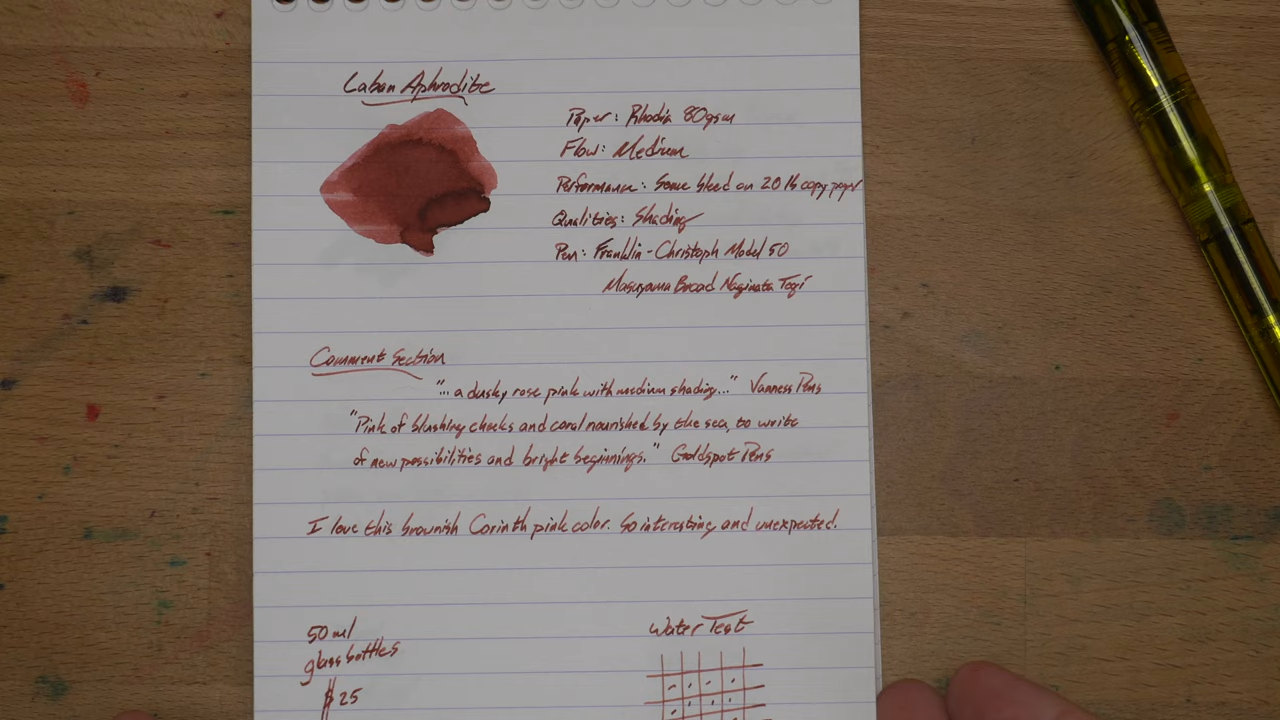 Laban Aphrodite
Paper: Rhodia 80gsm
Flow: Medium
Performance: Some bleed on 20 lb copy paper
Qualities: Shading
Pen: Franklin-Christoph Model 50
Masuyama Broad Naginata Togi
Comment Section
"... a dusky rose pink with medium shading..." Vanness Pens
"Pink of blushing cheeks and coral nourished by the sea, to write
of new possibilities and bright beginnings." Goldspot Pens
I love this brownish Corinth pink color. So interesting and unexpected.
50 ml
glass bottles
$25
Water Test